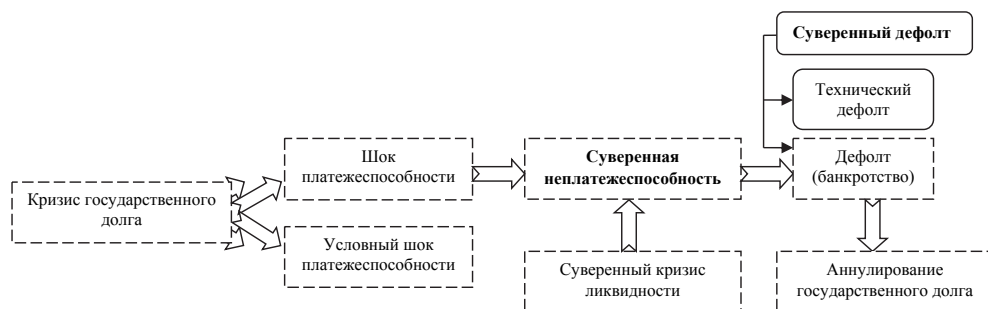 Суверенный дефолт
Технический
дефолт
Шок
платежеспособности
Суверенная
неплатежеспособность
Дефолт
(банкротство)
Кризис государственного
долга
Условный шок
платежеспособности
Суверенный кризис
ликвидности
Аннулирование
государственного долга